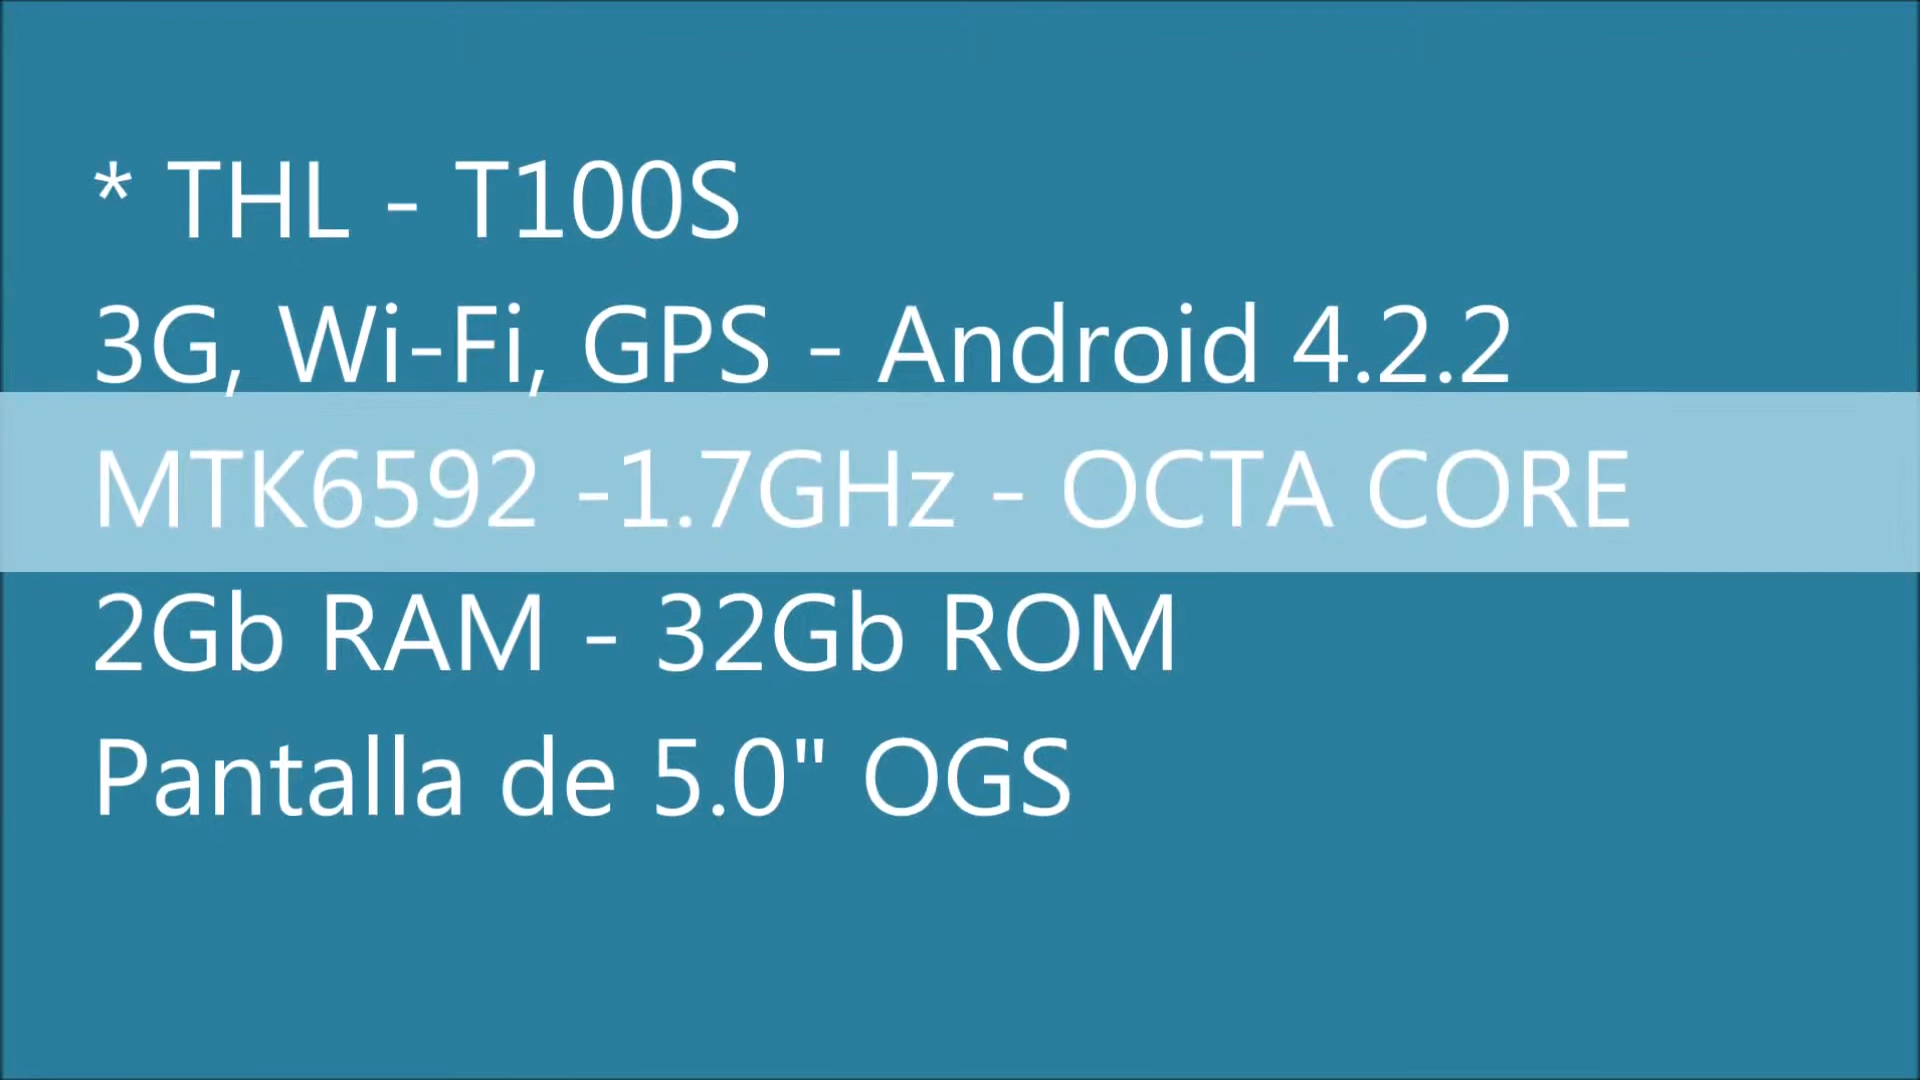 * THL - T100S
3G, Wi-Fi, GPS - Android 4.2.2
MTK6592 -1.7GHz - OCTA CORE
2Gb RAM - 32Gb ROM
Pantalla de 5.0" OGS